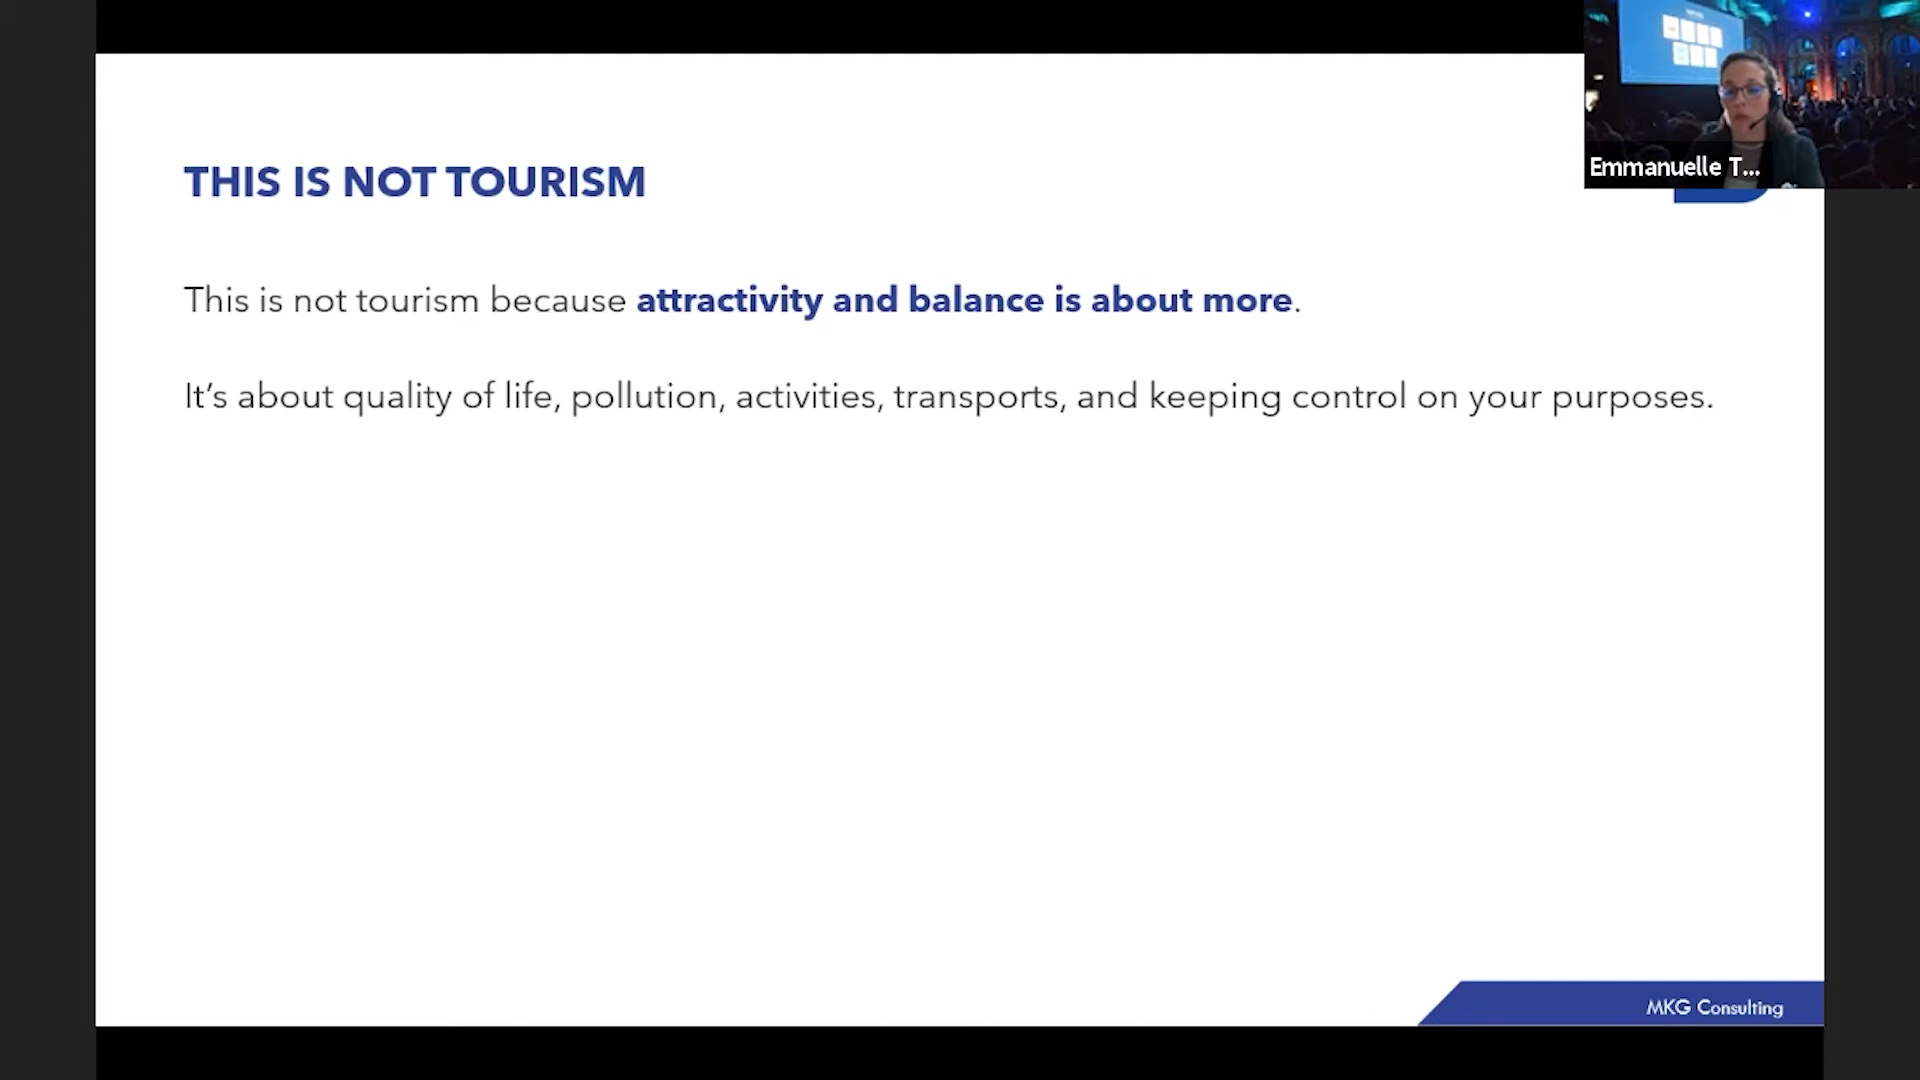 THIS IS NOT TOURISM
Emmanuelle T...
This is not tourism because attractivity and balance is about more.
It’s about quality of life, pollution, activities, transports, and keeping control on your purposes.
MKG Consulting